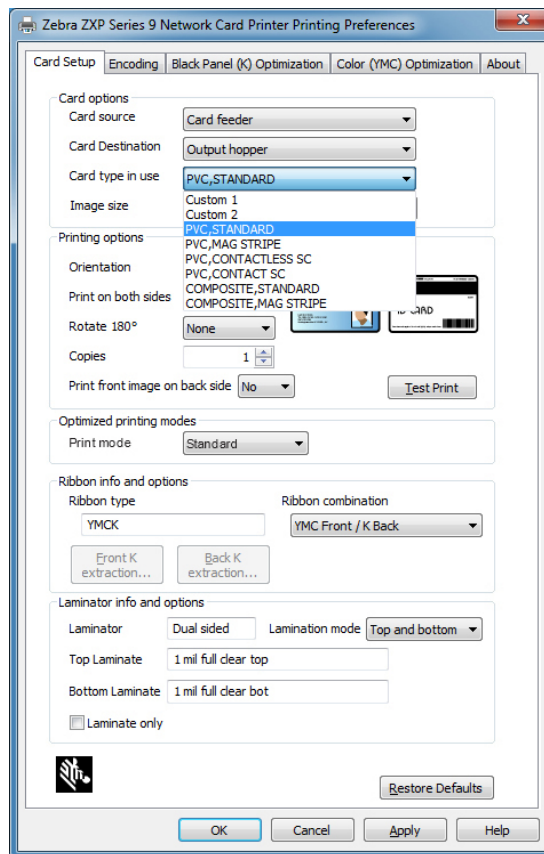 Zebra ZXP Series 9 Network Card Printer Printing Preferences
Card Setup Encoding Black Panel (K) Optimization Color (YMC) Optimization About
Card options
Card source Card feeder
Card Destination Output hopper
Card type in use PVC,STANDARD
Custom 1
Image size
Custom 2
PVC,STANDARD
Printing options
PVC,MAG STRIPE
PVC,CONTACTLESS SC
Orientation
PVC,CONTACT SC
COMPOSITE,STANDARD
Print on both sides
COMPOSITE,MAG STRIPE
ID CARD
Rotate 180° None
Copies 1
Print front image on back side No Test Print
Optimized printing modes
Print mode Standard
Ribbon info and options
Ribbon type Ribbon combination
YMCK YMC Front / K Back
Front K extraction... Back K extraction...
Laminator info and options
Laminator Dual sided Lamination mode Top and bottom
Top Laminate 1 mil full clear top
Bottom Laminate 1 mil full clear bot
Laminate only
Restore Defaults
OK Cancel Apply Help